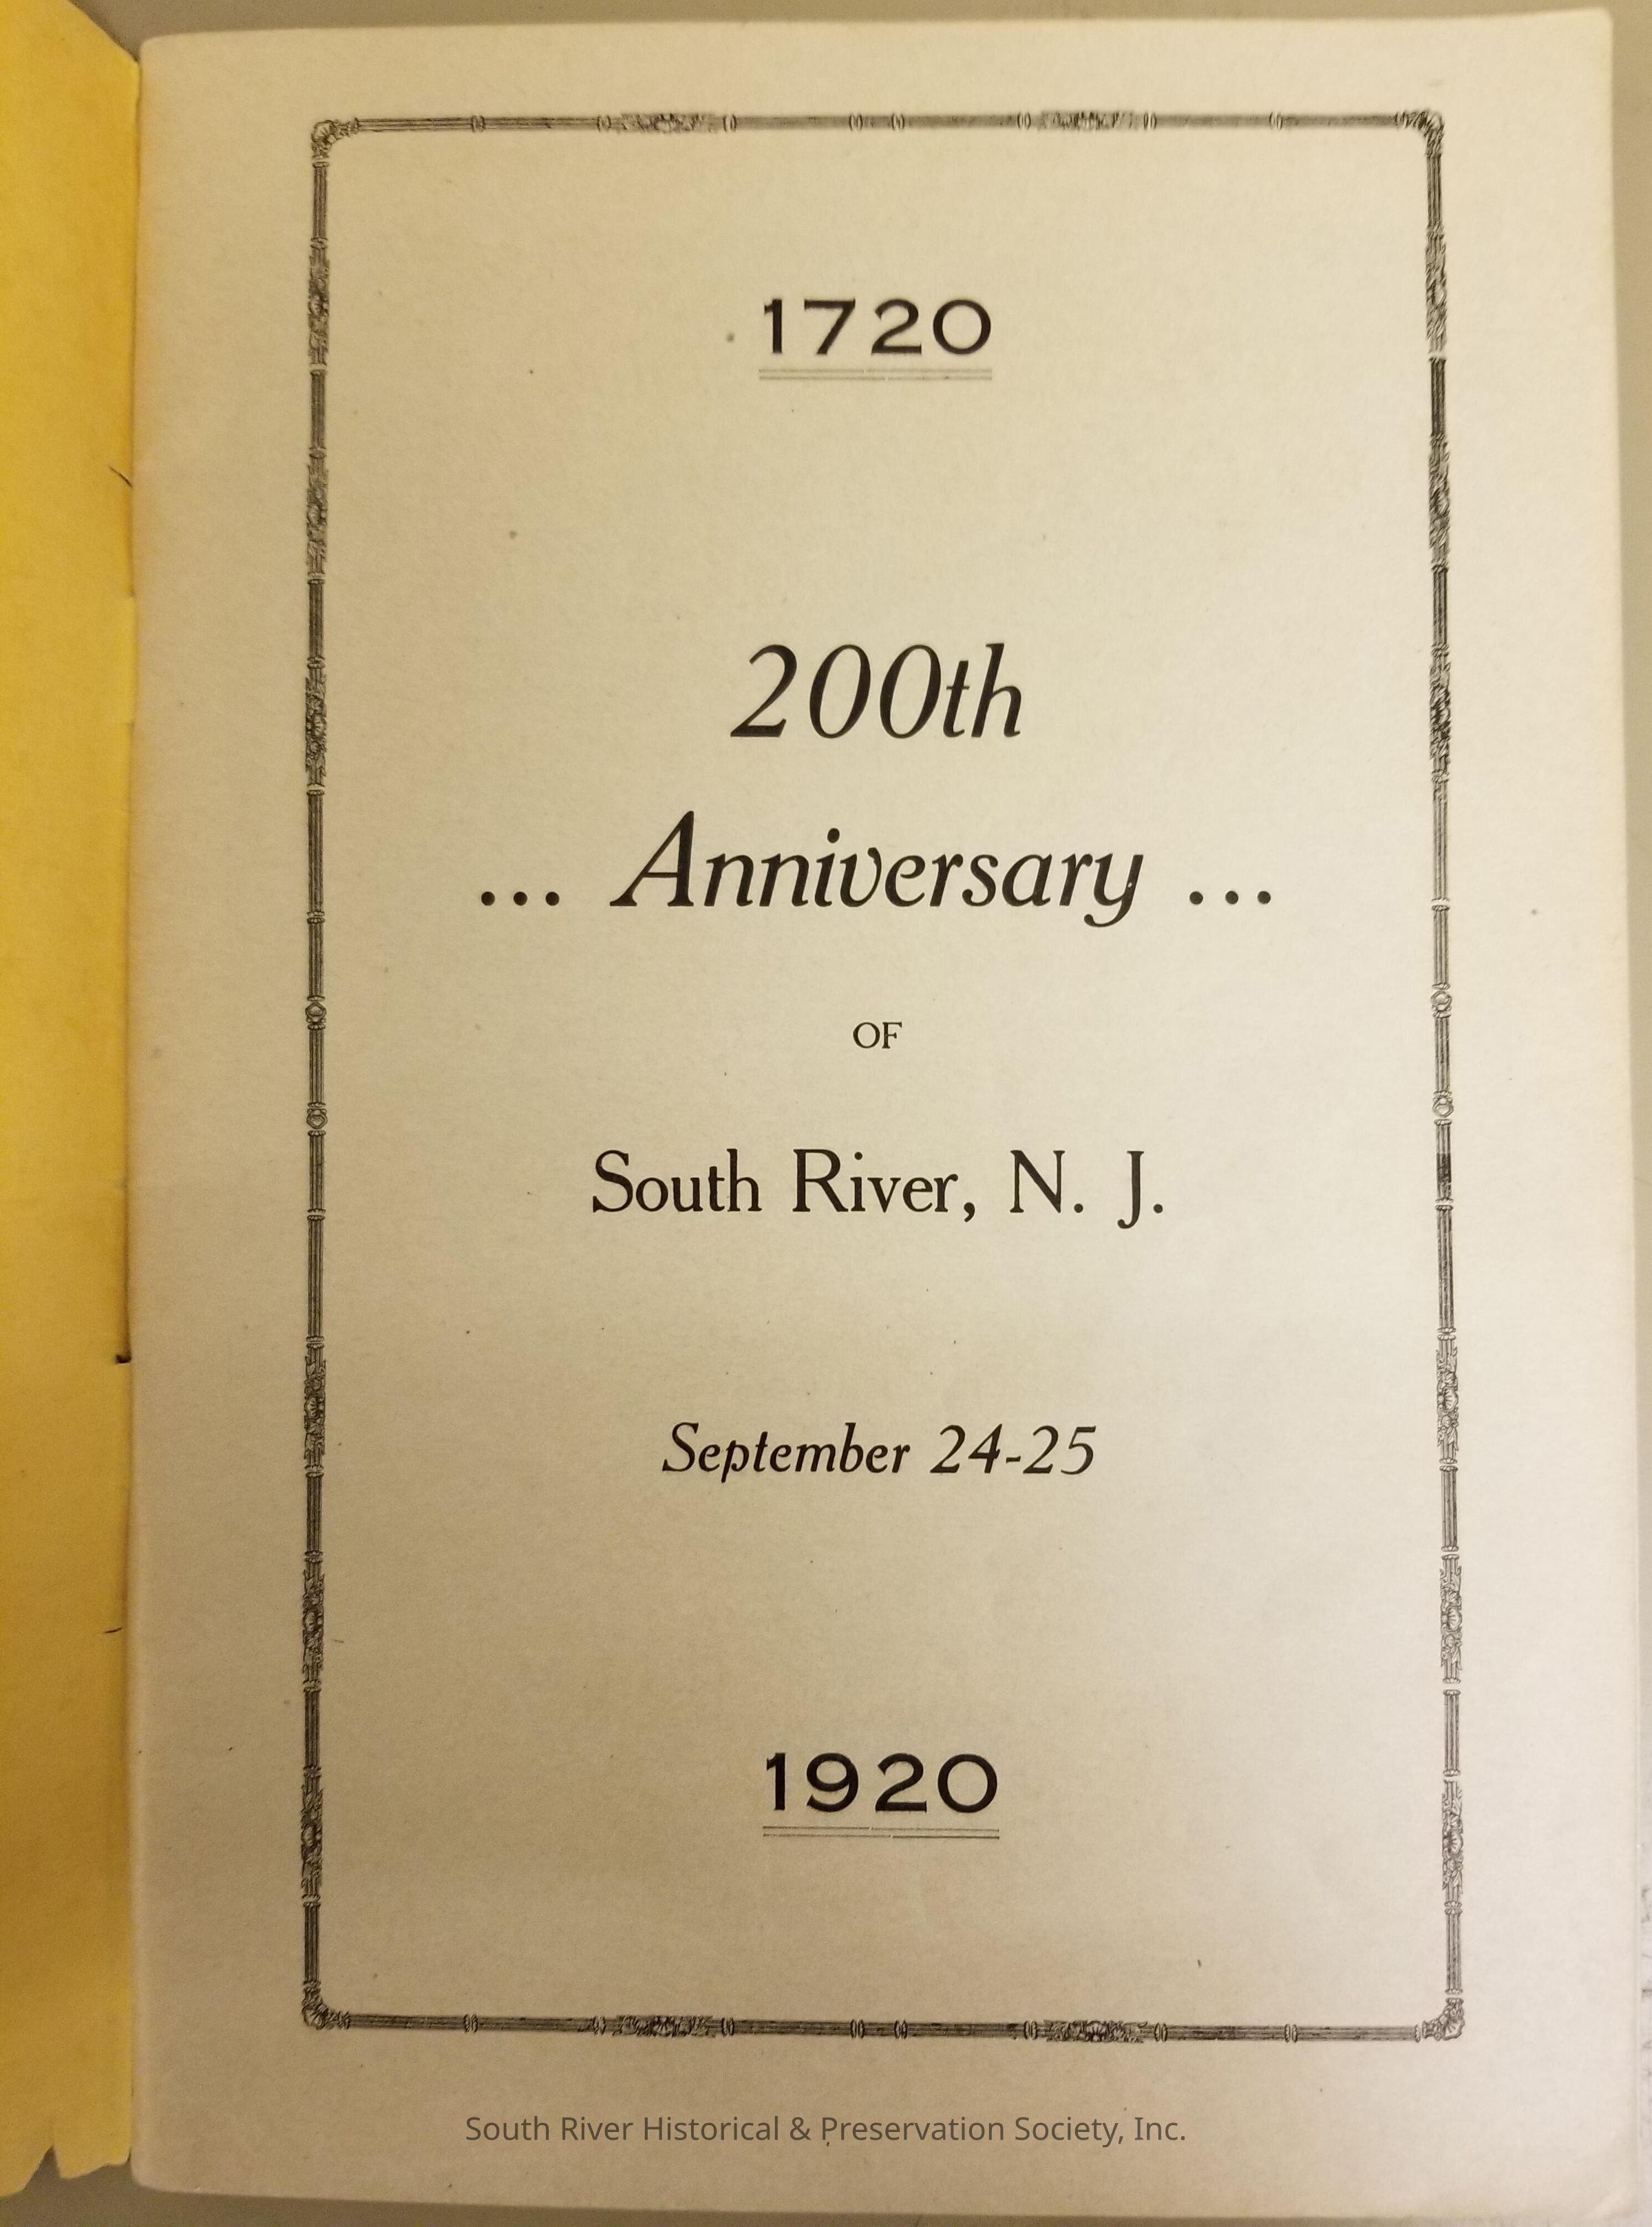 1720
200th
... Anniversary ...
OF
South River, N. J.
September 24-25
1920
South River Historical & Preservation Society, Inc.